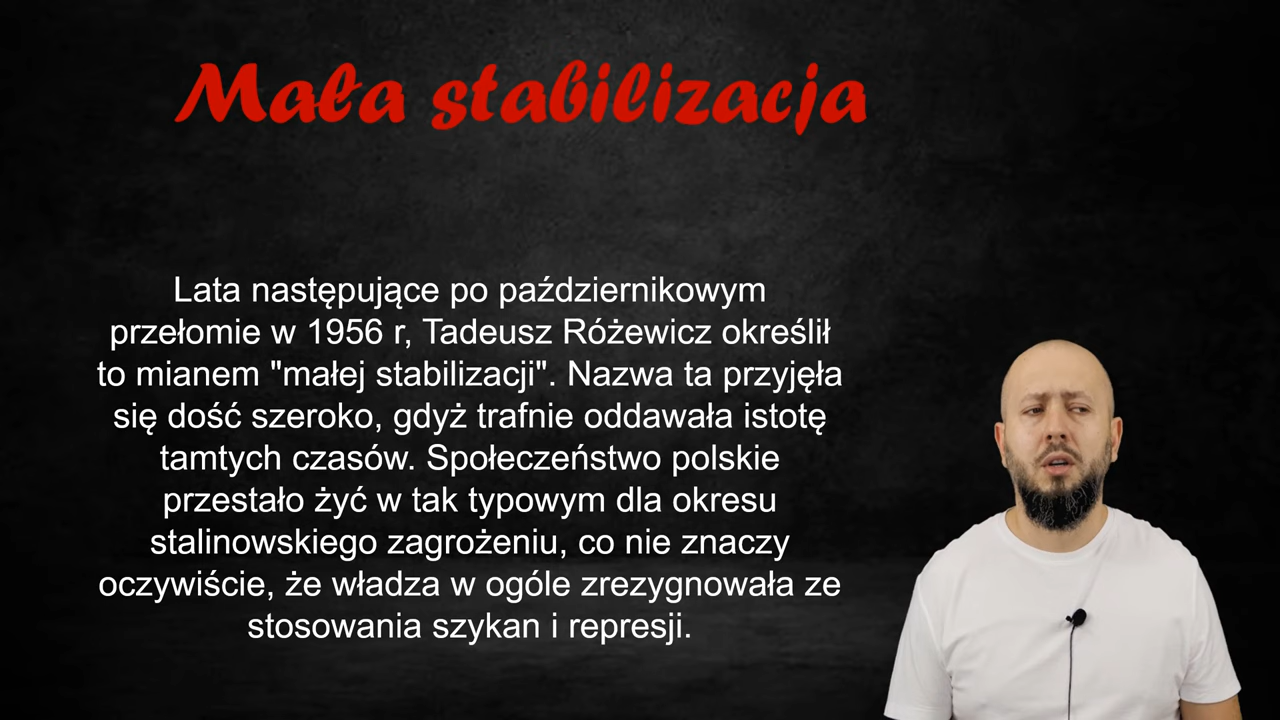 Mała stabilizacja
Lata następujące po październikowym
przełomie w 1956 r, Tadeusz Różewicz określił
to mianem "małej stabilizacji". Nazwa ta przyjęła
się dość szeroko, gdyż trafnie oddawała istotę
tamtych czasów. Społeczeństwo polskie
przestało żyć w tak typowym dla okresu
stalinowskiego zagrożeniu, co nie znaczy
oczywiście, że władza w ogóle zrezygnowała ze
stosowania szykan i represji.